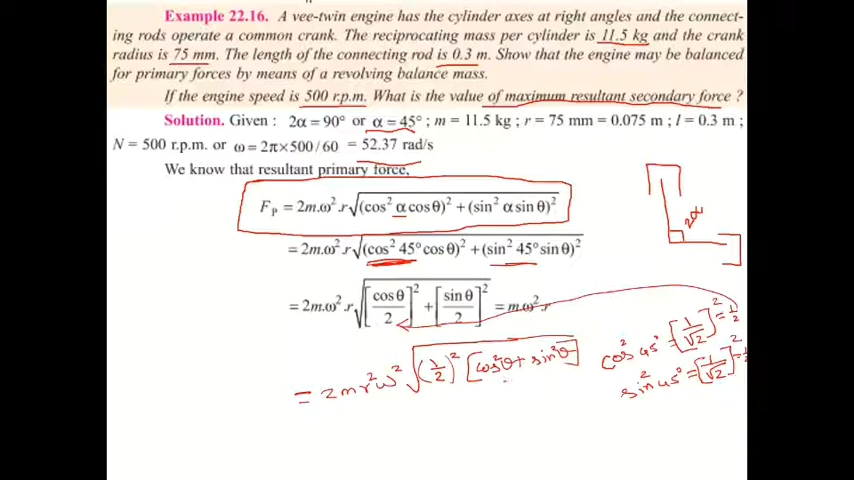 Example 22.16. A vee-twin engine has the cylinder axes at right angles and the connect-
ing rods operate a common crank. The reciprocating mass per cylinder is 11.5 kg and the crank
radius is 75 mm. The length of the connecting rod is 0.3 m. Show that the engine may be balanced
for primary forces by means of a revolving balance mass.
If the engine speed is 500 r.p.m. What is the value of maximum resultant secondary force ?
Solution. Given : 2α = 90° or α = 45° ; m = 11.5 kg ; r = 75 mm = 0.075 m ; l = 0.3 m ;
N = 500 r.p.m. or ω = 2π × 500/60 = 52.37 rad/s
We know that resultant primary force,
F_P = 2m.ω².r √((cos² α cos θ)² + (sin² α sin θ)²)
= 2m.ω².r √((cos² 45° cos θ)² + (sin² 45° sin θ)²)
= 2m.ω².r √([cos θ / 2]² + [sin θ / 2]²) = m.ω².r
= 2mr²ω² √((1/2)² [cos²θ + sin²θ])
2α
cos² 45° = [1/√2]² = 1/2
sin² 45° = [1/√2]² =